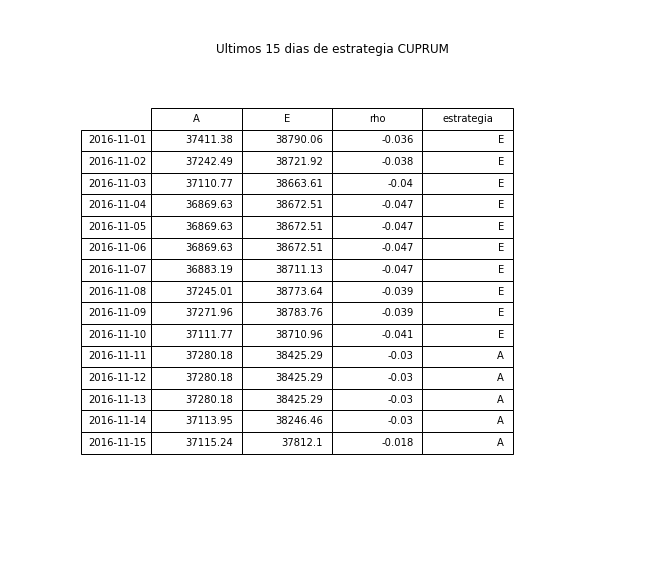 Ultimos 15 dias de estrategia CUPRUM
A E rho estrategia
2016-11-01 37411.38 38790.06 -0.036 E
2016-11-02 37242.49 38721.92 -0.038 E
2016-11-03 37110.77 38663.61 -0.04 E
2016-11-04 36869.63 38672.51 -0.047 E
2016-11-05 36869.63 38672.51 -0.047 E
2016-11-06 36869.63 38672.51 -0.047 E
2016-11-07 36883.19 38711.13 -0.047 E
2016-11-08 37245.01 38773.64 -0.039 E
2016-11-09 37271.96 38783.76 -0.039 E
2016-11-10 37111.77 38710.96 -0.041 E
2016-11-11 37280.18 38425.29 -0.03 A
2016-11-12 37280.18 38425.29 -0.03 A
2016-11-13 37280.18 38425.29 -0.03 A
2016-11-14 37113.95 38246.46 -0.03 A
2016-11-15 37115.24 37812.1 -0.018 A